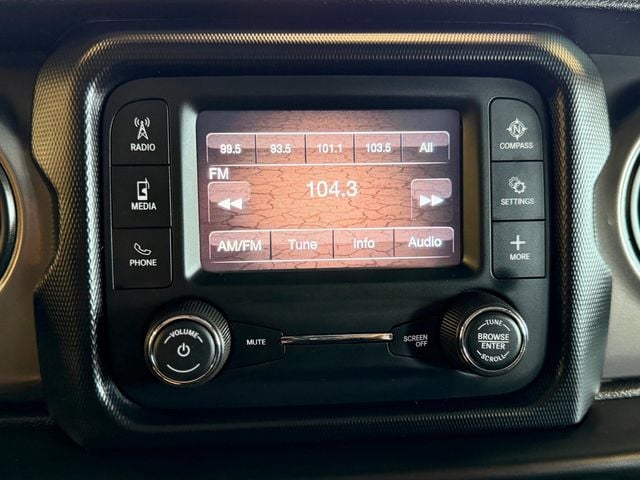 RADIO
MEDIA
PHONE
99.5 93.5 101.1 103.5 All
FM
104.3
AM/FM Tune Info Audio
N
COMPASS
SETTINGS
MORE
VOLUME
MUTE
SCREEN
OFF
TUNE
BROWSE
ENTER
SCROLL